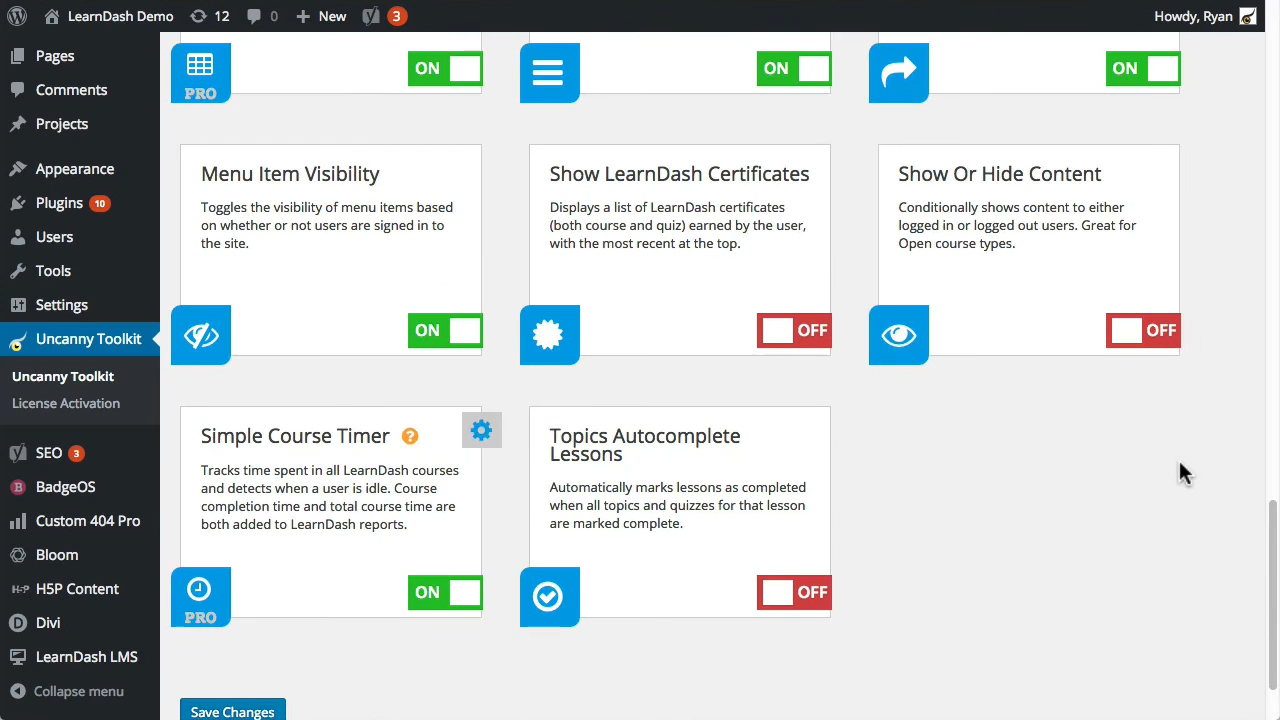 LearnDash Demo 12 0 New 3 Howdy, Ryan
Pages
Comments
Projects
Appearance
Plugins 10
Users
Tools
Settings
Uncanny Toolkit
Uncanny Toolkit
License Activation
SEO 3
BadgeOS
Custom 404 Pro
Bloom
H-P H5P Content
Divi
LearnDash LMS
Collapse menu
PRO ON
ON
ON
Menu Item Visibility
Toggles the visibility of menu items based
on whether or not users are signed in to
the site.
ON
Show LearnDash Certificates
Displays a list of LearnDash certificates
(both course and quiz) earned by the user,
with the most recent at the top.
OFF
Show Or Hide Content
Conditionally shows content to either
logged in or logged out users. Great for
Open course types.
OFF
Simple Course Timer ?
Tracks time spent in all LearnDash courses
and detects when a user is idle. Course
completion time and total course time are
both added to LearnDash reports.
PRO ON
Topics Autocomplete
Lessons
Automatically marks lessons as completed
when all topics and quizzes for that lesson
are marked complete.
OFF
Save Changes